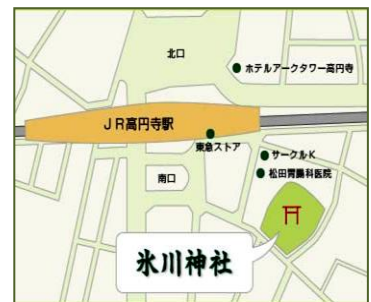 北口
ホテルアークタワー高円寺
JR高円寺駅
東急ストア
サークルK
南口
松田胃腸科医院
氷川神社